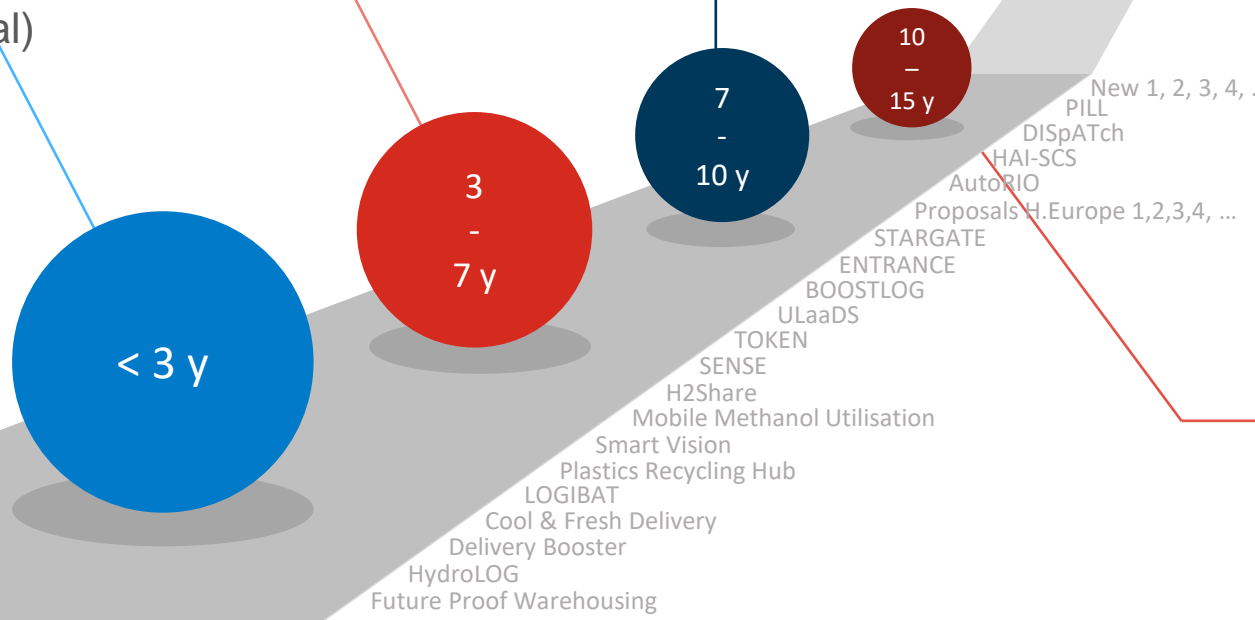 al)
10
–
15 y
7
-
10 y
3
-
7 y
< 3 y
New 1, 2, 3, 4, .
PILL
DISpATch
HAI-SCS
AutoRIO
Proposals H.Europe 1,2,3,4, ...
STARGATE
ENTRANCE
BOOSTLOG
ULaaDS
TOKEN
SENSE
H2Share
Mobile Methanol Utilisation
Smart Vision
Plastics Recycling Hub
LOGIBAT
Cool & Fresh Delivery
Delivery Booster
HydroLOG
Future Proof Warehousing